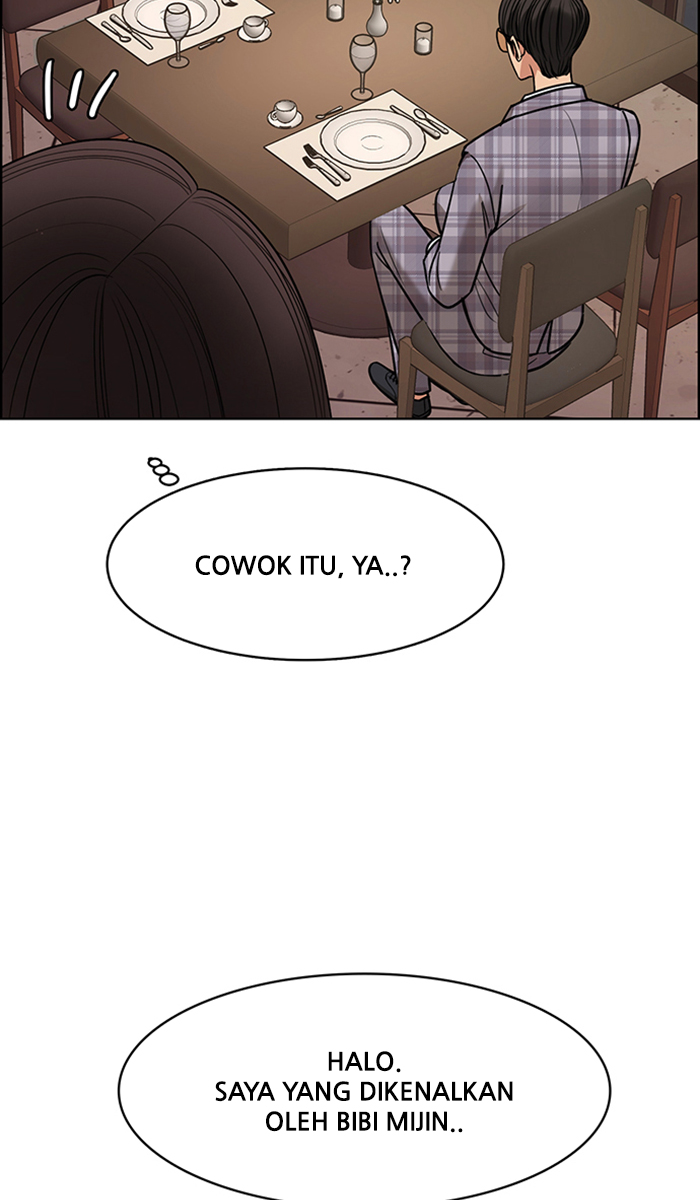 COWOK ITU, YA..?
HALO.
SAYA YANG DIKENALKAN
OLEH BIBI MIJIN..